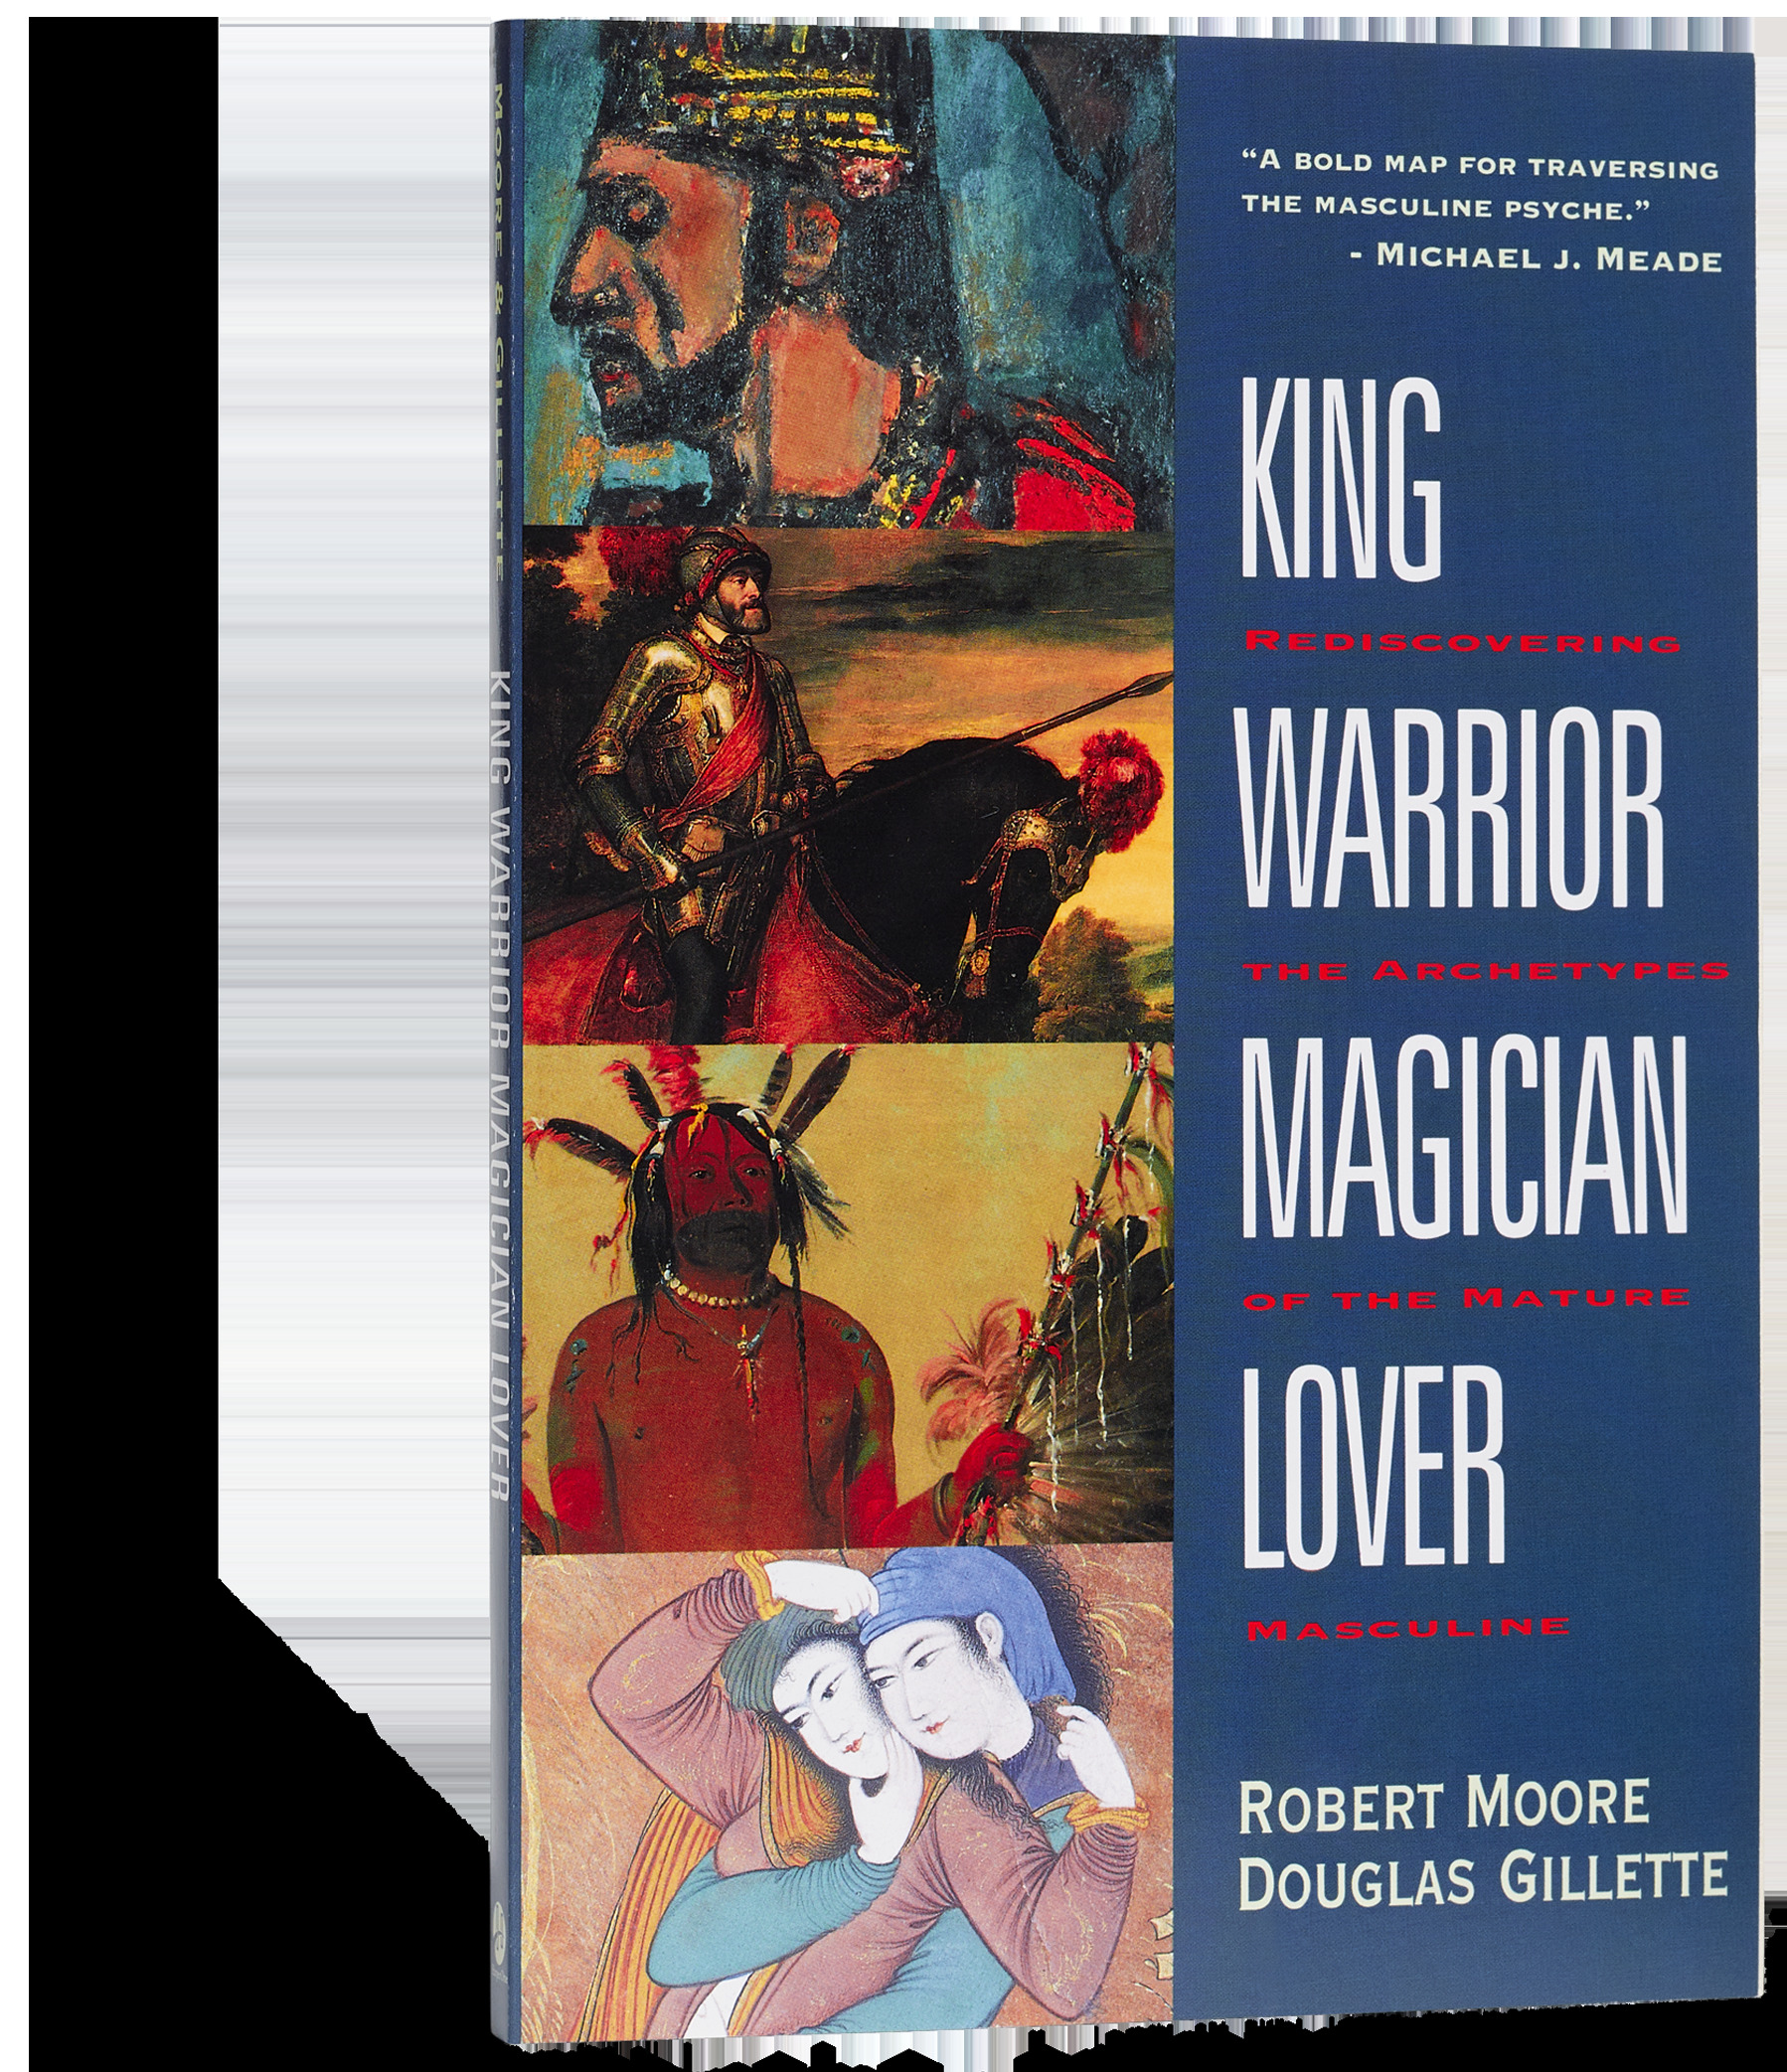 MOORE & GILLETTE KING WARRIOR MAGICIAN LOVER
“A BOLD MAP FOR TRAVERSING
THE MASCULINE PSYCHE.”
- MICHAEL J. MEADE
KING
REDISCOVERING
WARRIOR
THE ARCHETYPES
MAGICIAN
OF THE MATURE
LOVER
MASCULINE
ROBERT MOORE
DOUGLAS GILLETTE